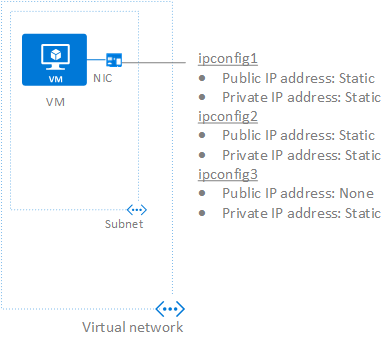 VM
VM
NIC
Subnet
Virtual network
ipconfig1
● Public IP address: Static
● Private IP address: Static
ipconfig2
● Public IP address: Static
● Private IP address: Static
ipconfig3
● Public IP address: None
● Private IP address: Static